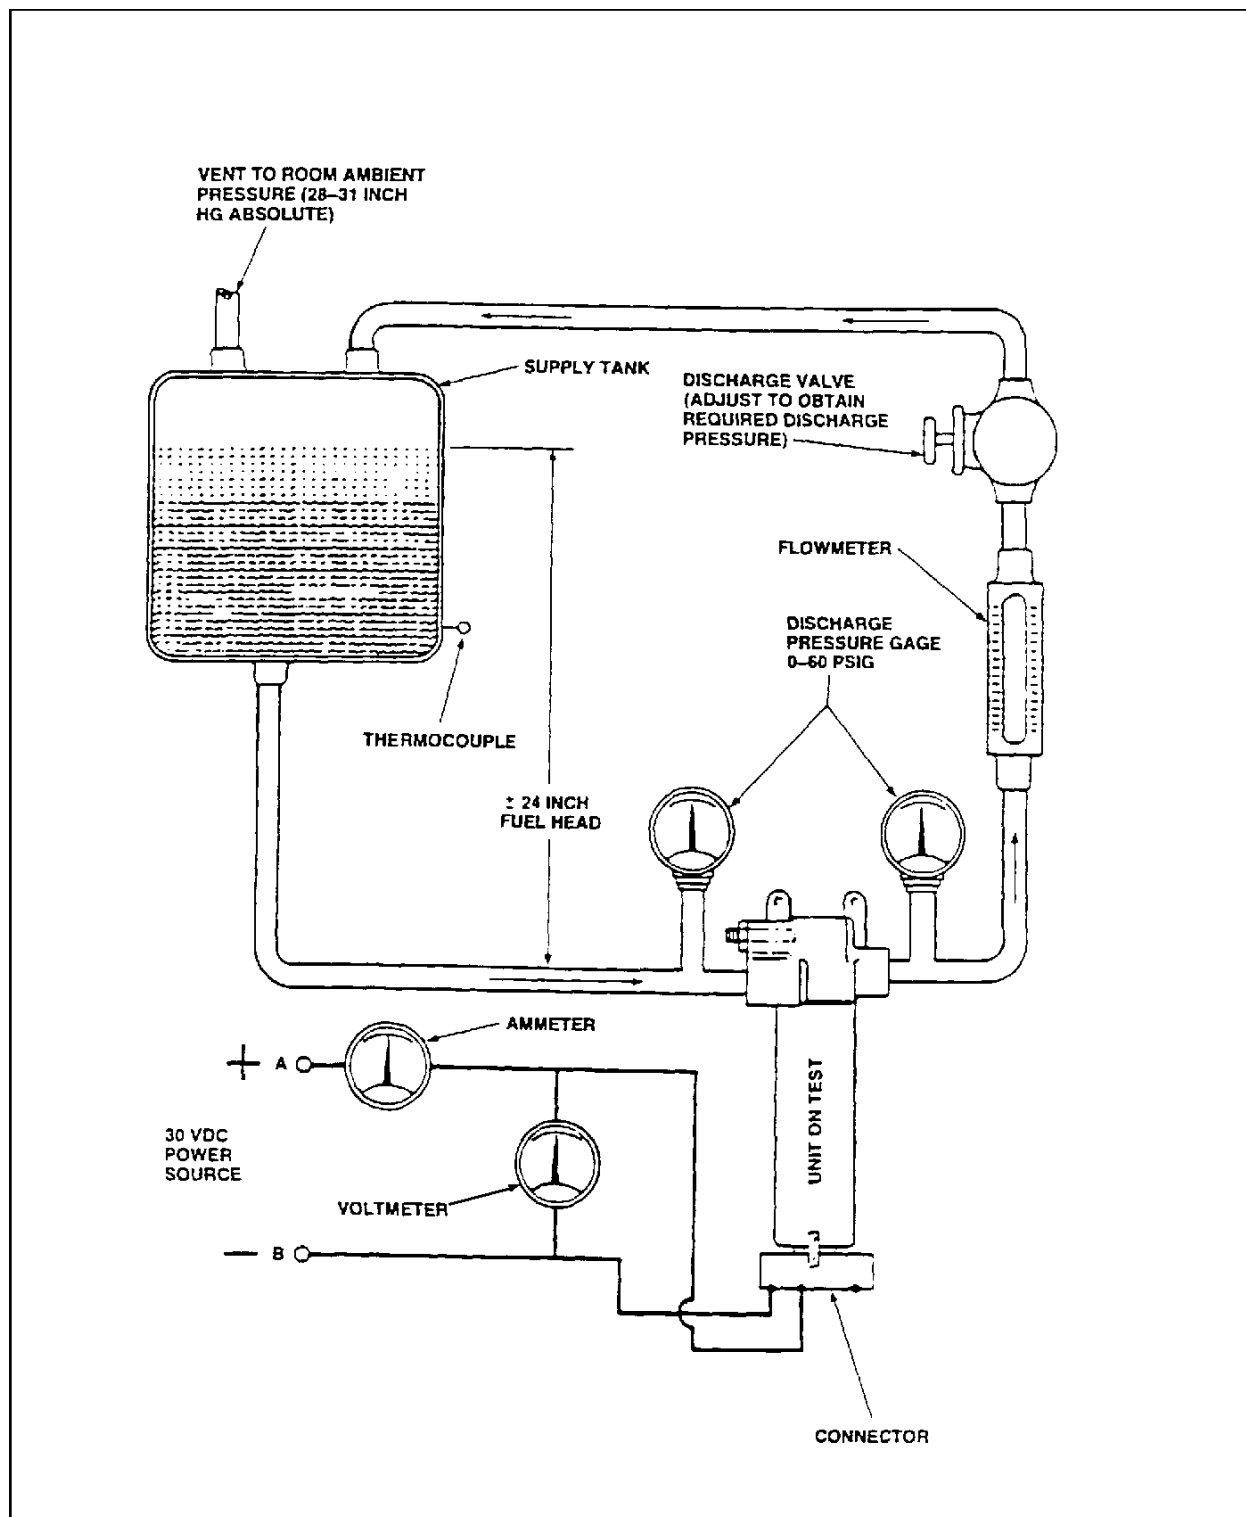 VENT TO ROOM AMBIENT
PRESSURE (28–31 INCH
HG ABSOLUTE)
SUPPLY TANK
DISCHARGE VALVE
(ADJUST TO OBTAIN
REQUIRED DISCHARGE
PRESSURE)
FLOWMETER
DISCHARGE
PRESSURE GAGE
0–60 PSIG
THERMOCOUPLE
± 24 INCH
FUEL HEAD
AMMETER
+ A
30 VDC
POWER
SOURCE
UNIT ON TEST
VOLTMETER
– B
CONNECTOR